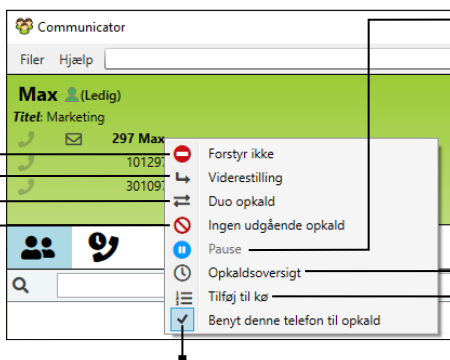 Communicator
Filer Hjælp
Max (Ledig)
Titel: Marketing
297 Max
101297
301097
Forstyr ikke
Viderestilling
Duo opkald
Ingen udgående opkald
Pause
Opkaldsoversigt
Tilføj til kø
Benyt denne telefon til opkald